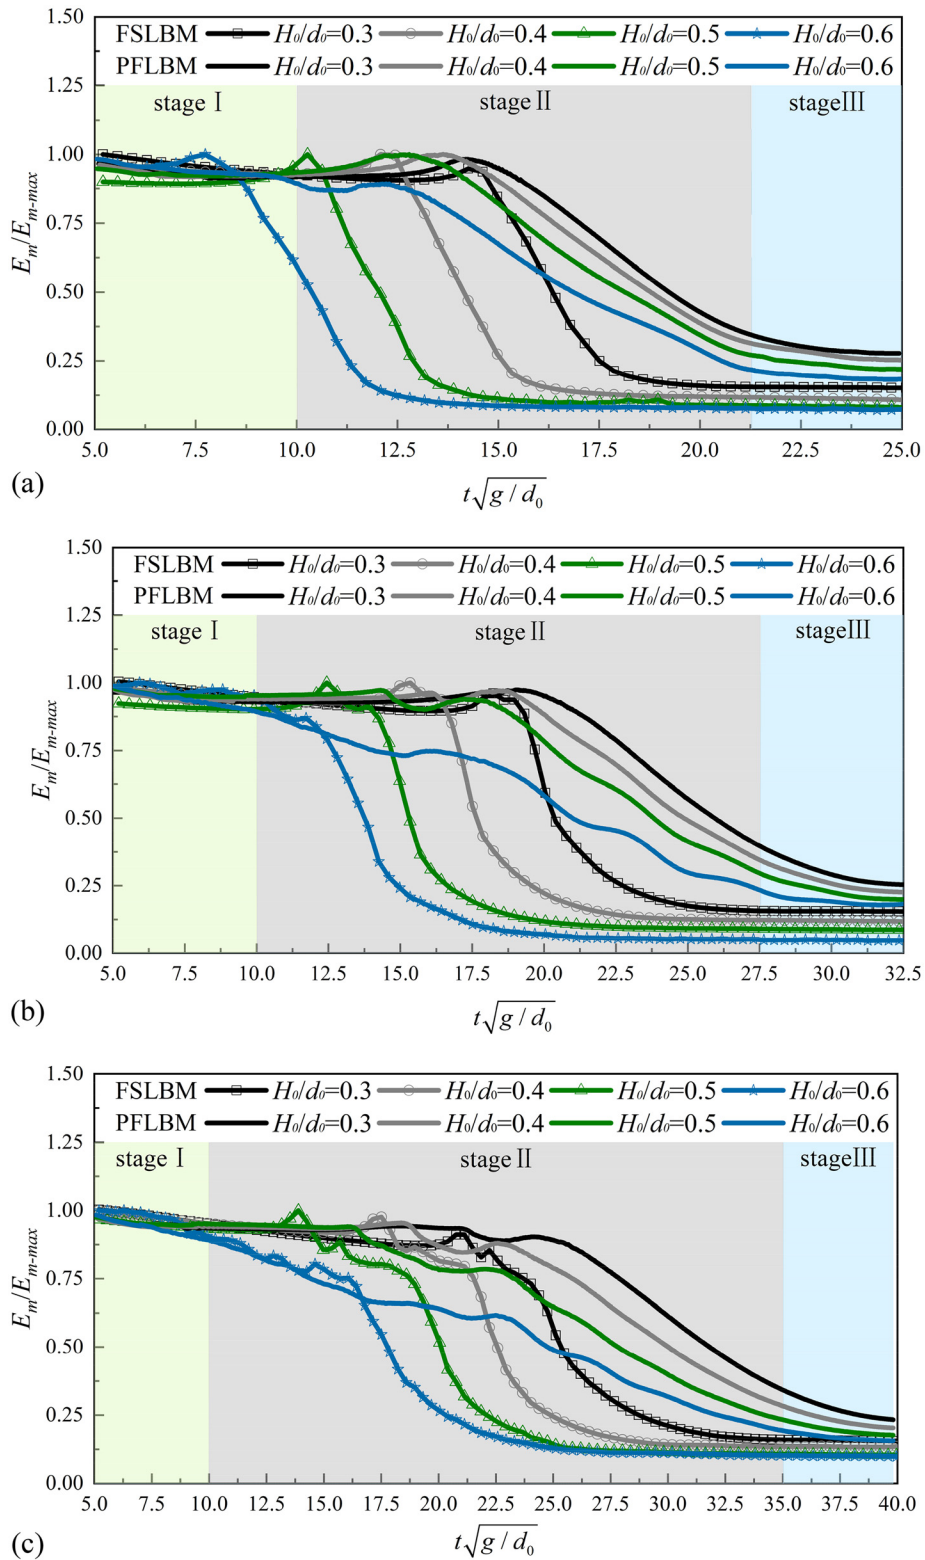 1.50
FSLBM H₀/d₀=0.3 H₀/d₀=0.4 H₀/d₀=0.5 H₀/d₀=0.6
PFLBM H₀/d₀=0.3 H₀/d₀=0.4 H₀/d₀=0.5 H₀/d₀=0.6
1.25
stage Ⅰ stage Ⅱ stageⅢ
1.00
0.75
0.50
0.25
0.00
Eₘ/Eₘ₋ₘₐₓ
5.0 7.5 10.0 12.5 15.0 17.5 20.0 22.5 25.0
(a)
t√(g/d₀)
1.50
FSLBM H₀/d₀=0.3 H₀/d₀=0.4 H₀/d₀=0.5 H₀/d₀=0.6
PFLBM H₀/d₀=0.3 H₀/d₀=0.4 H₀/d₀=0.5 H₀/d₀=0.6
1.25
stage Ⅰ stage Ⅱ stageⅢ
1.00
0.75
0.50
0.25
0.00
Eₘ/Eₘ₋ₘₐₓ
5.0 7.5 10.0 12.5 15.0 17.5 20.0 22.5 25.0 27.5 30.0 32.5
(b)
t√(g/d₀)
1.50
FSLBM H₀/d₀=0.3 H₀/d₀=0.4 H₀/d₀=0.5 H₀/d₀=0.6
PFLBM H₀/d₀=0.3 H₀/d₀=0.4 H₀/d₀=0.5 H₀/d₀=0.6
1.25
stage Ⅰ stage Ⅱ stageⅢ
1.00
0.75
0.50
0.25
0.00
Eₘ/Eₘ₋ₘₐₓ
5.0 7.5 10.0 12.5 15.0 17.5 20.0 22.5 25.0 27.5 30.0 32.5 35.0 37.5 40.0
(c)
t√(g/d₀)